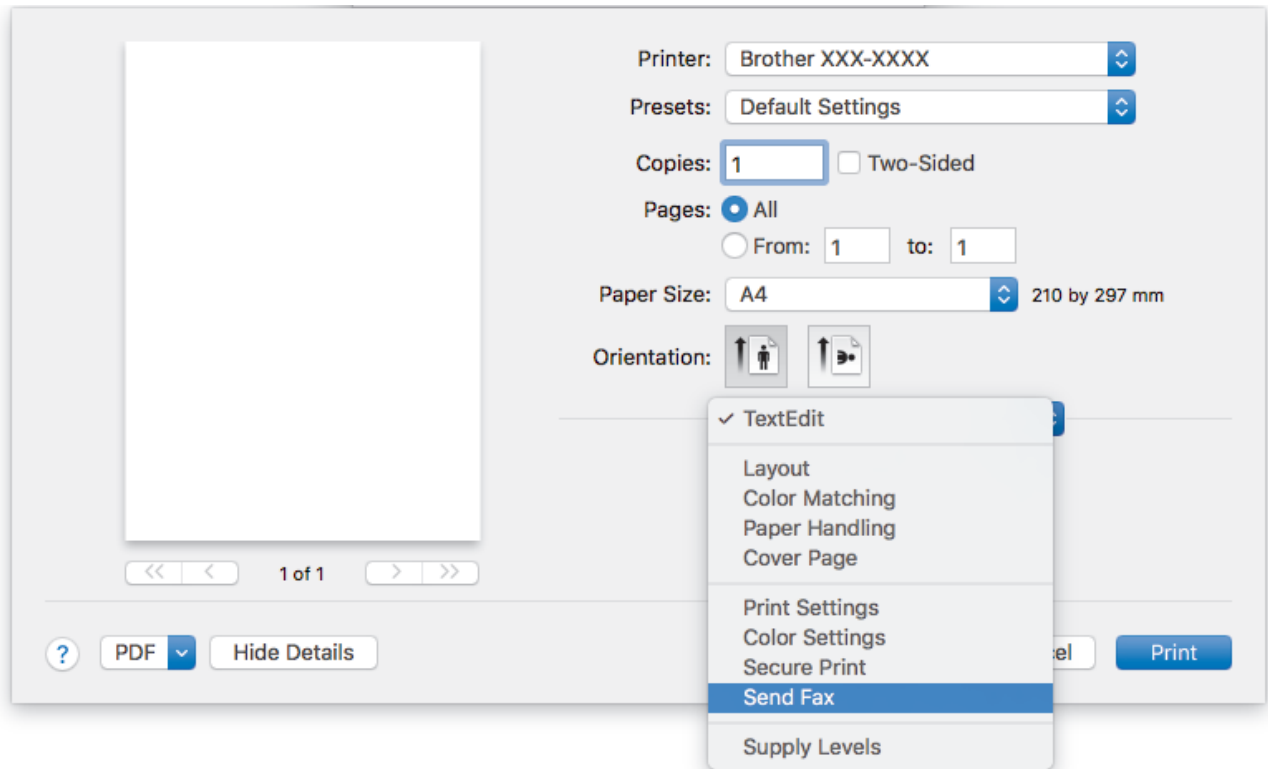 Printer: Brother XXX-XXXX
Presets: Default Settings
Copies: 1 Two-Sided
Pages: All
From: 1 to: 1
Paper Size: A4 210 by 297 mm
Orientation:
✓ TextEdit
Layout
Color Matching
Paper Handling
Cover Page
<< < 1 of 1 > >>
Print Settings
Color Settings
Secure Print
Send Fax
Supply Levels
? PDF Hide Details
Print